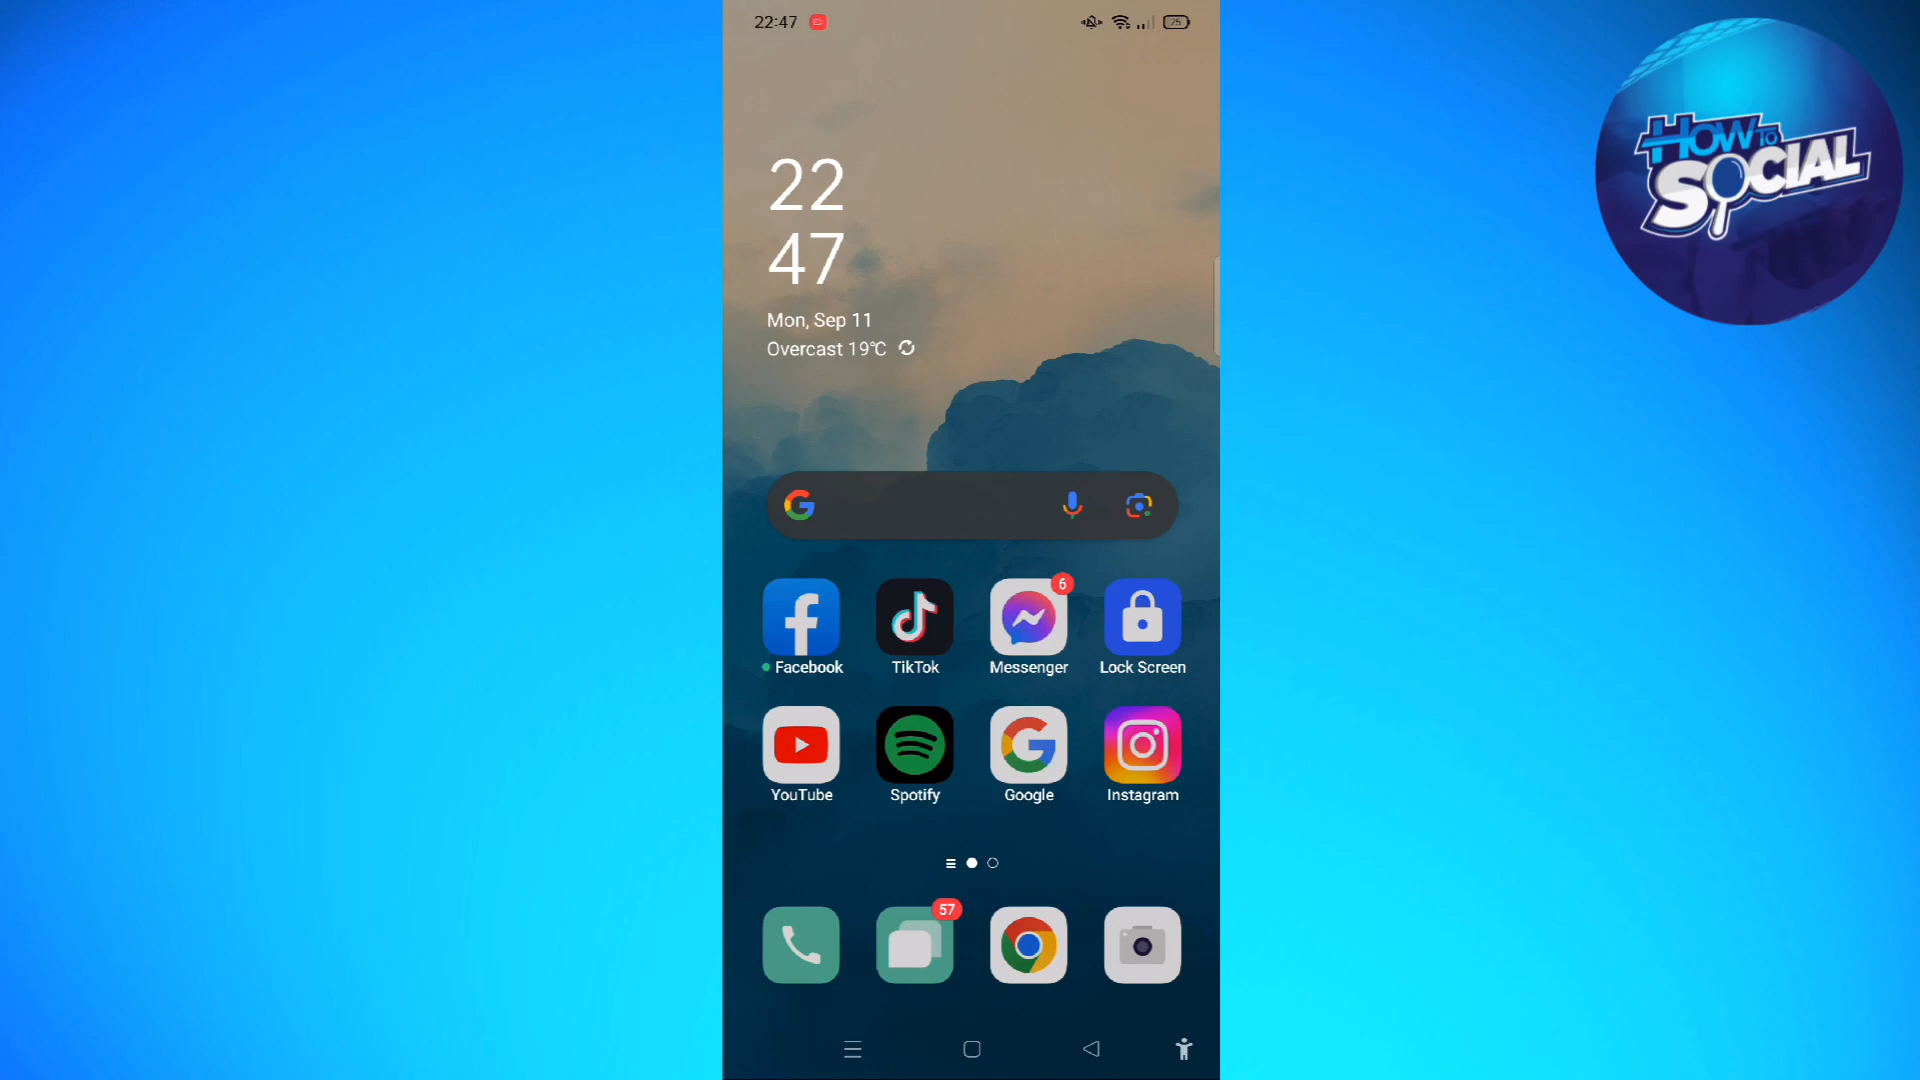 22:47
25
HOW TO
SOCIAL
22
47
Mon, Sep 11
Overcast 19℃
6
Facebook
TikTok
Messenger
Lock Screen
YouTube
Spotify
Google
Instagram
57